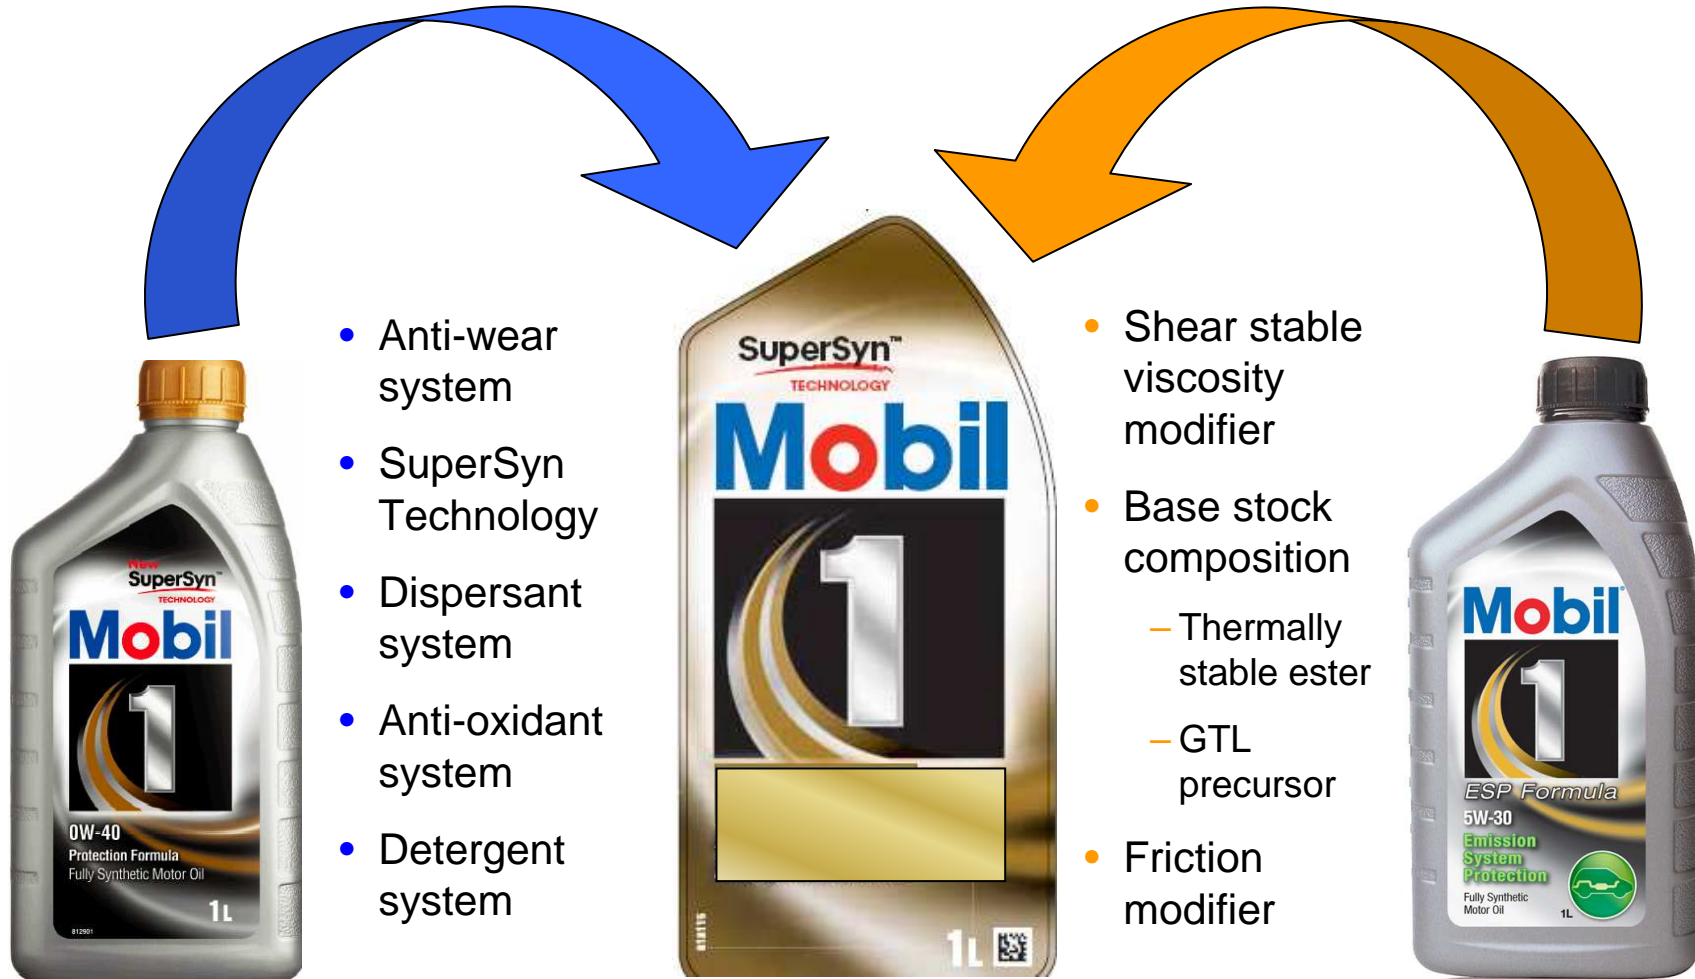 New
SuperSyn™
TECHNOLOGY
Mobil
1
0W-40
Protection Formula
Fully Synthetic Motor Oil
1L
812901
• Anti-wear
system
• SuperSyn
Technology
• Dispersant
system
• Anti-oxidant
system
• Detergent
system
SuperSyn™
TECHNOLOGY
Mobil
1
1L
• Shear stable
viscosity
modifier
• Base stock
composition
– Thermally
stable ester
– GTL
precursor
• Friction
modifier
Mobil
1
ESP Formula
5W-30
Emission
System
Protection
Fully Synthetic
Motor Oil
1L